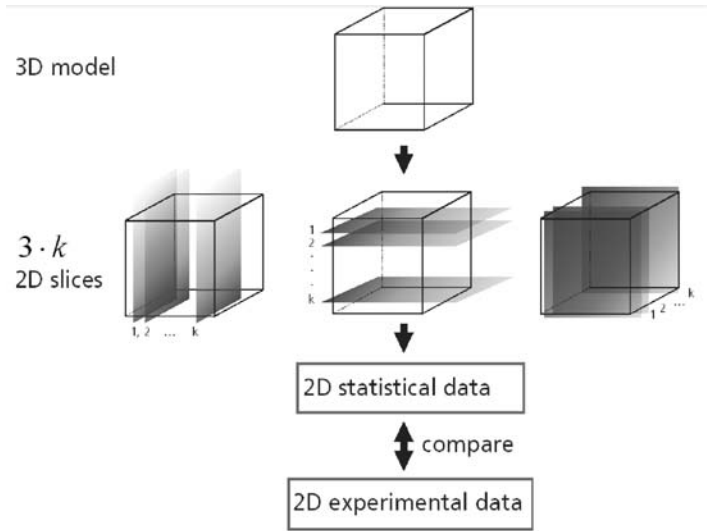 3D model
3 · k
2D slices
1, 2 ... k
1
2
.
.
.
k
1 2 ... k
2D statistical data
compare
2D experimental data